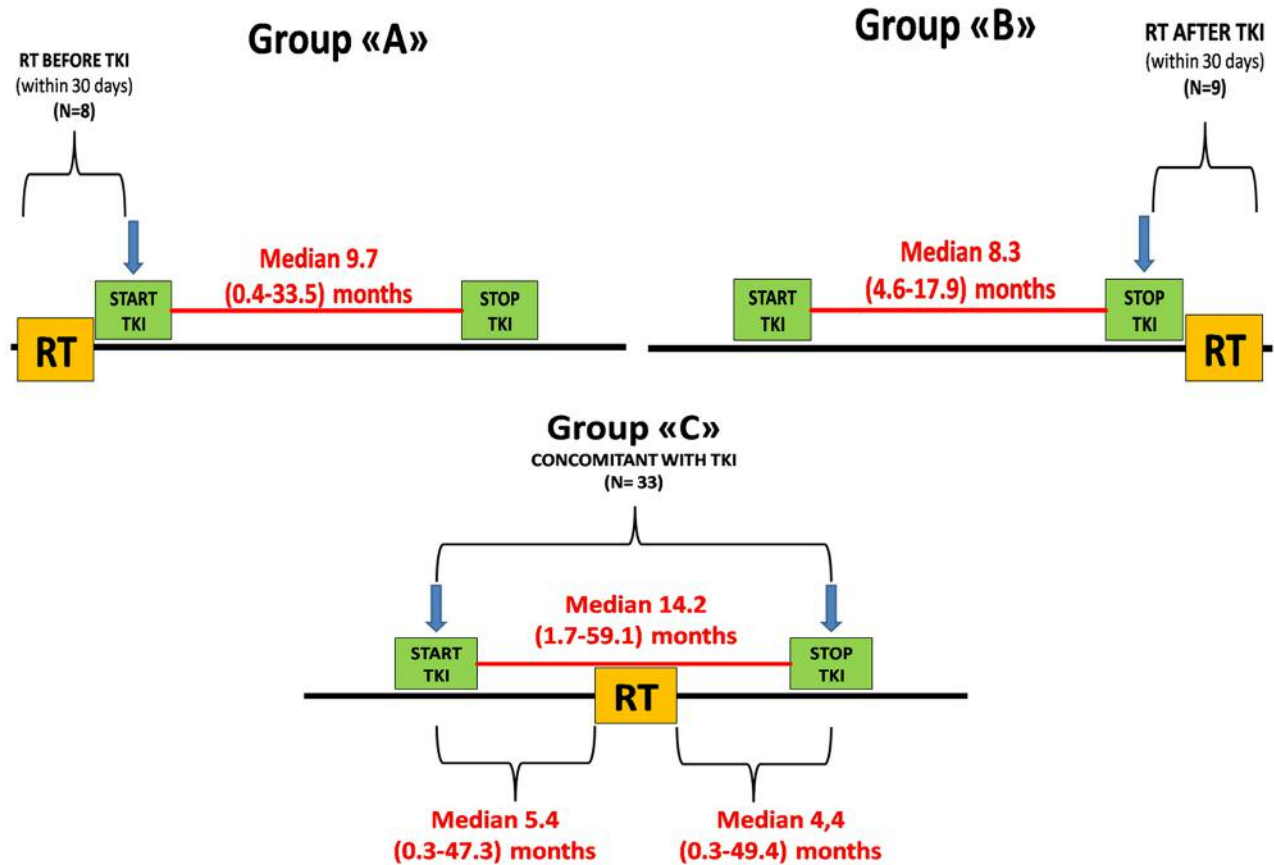 Group «A»
RT BEFORE TKI
(within 30 days)
(N=8)
Median 9.7
(0.4-33.5) months
START
TKI
STOP
TKI
RT
Group «B»
RT AFTER TKI
(within 30 days)
(N=9)
Median 8.3
(4.6-17.9) months
START
TKI
STOP
TKI
RT
Group «C»
CONCOMITANT WITH TKI
(N= 33)
Median 14.2
(1.7-59.1) months
START
TKI
STOP
TKI
RT
Median 5.4
(0.3-47.3) months
Median 4,4
(0.3-49.4) months